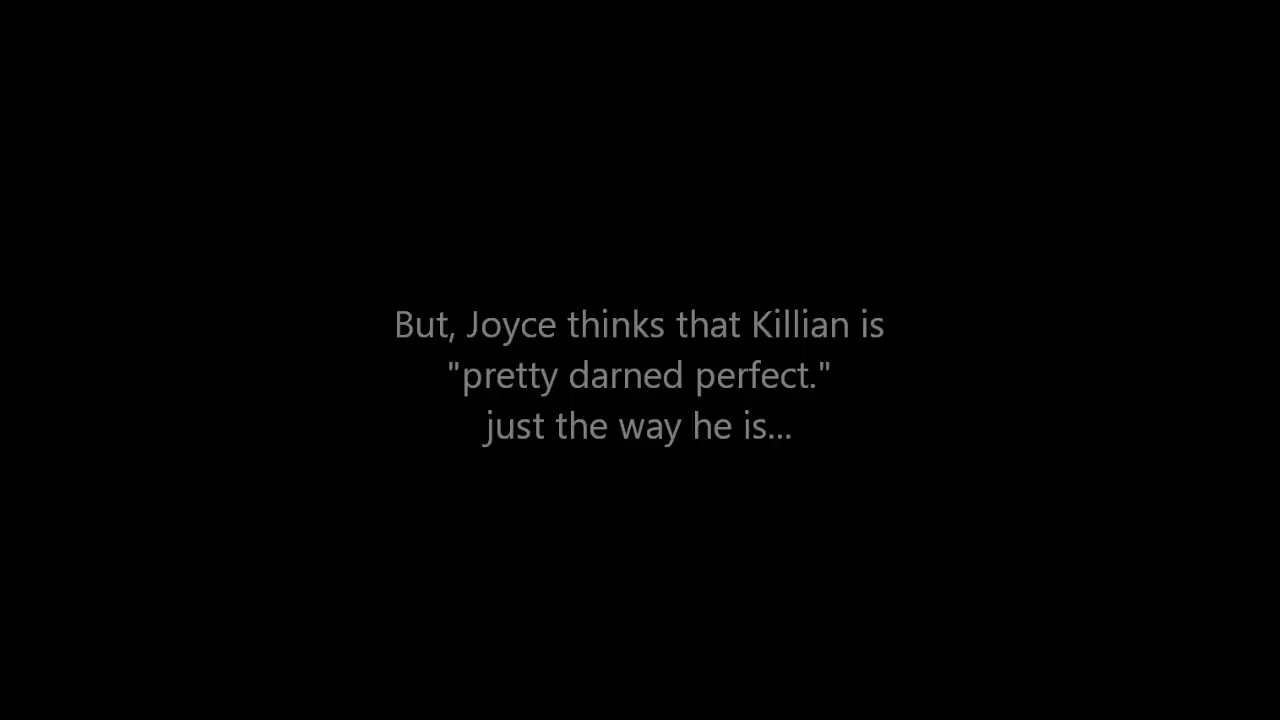 But, Joyce thinks that Killian is
"pretty darned perfect."
just the way he is...